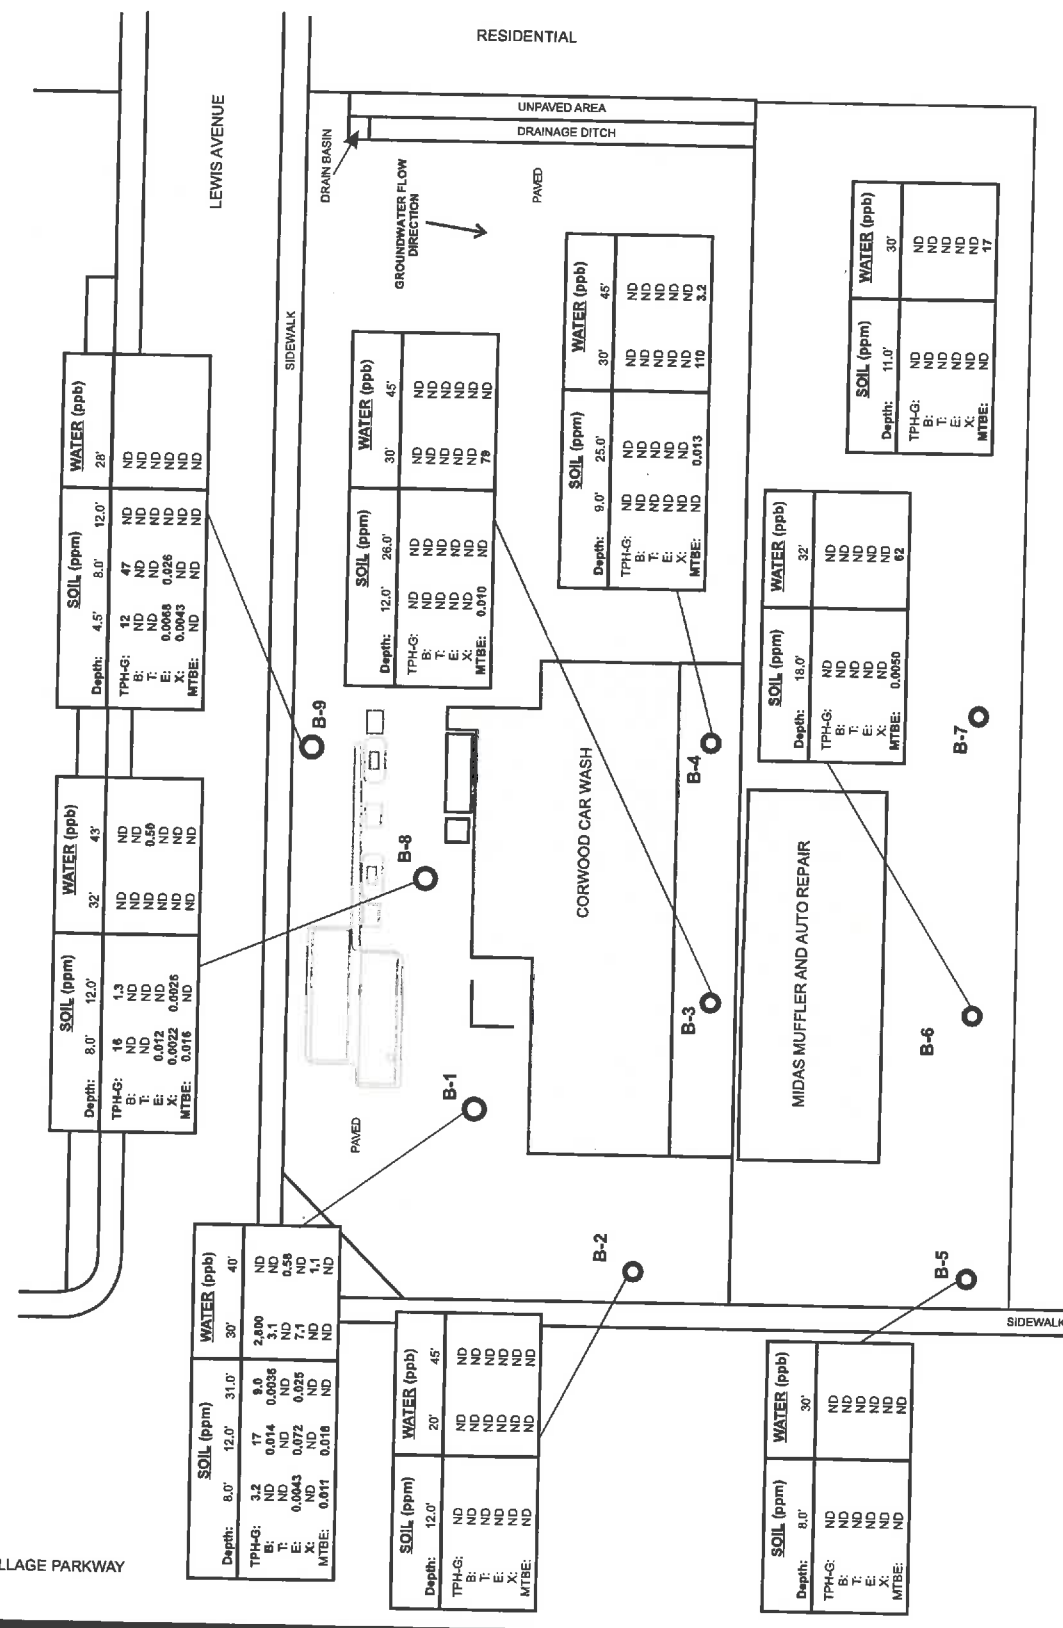 RESIDENTIAL
LEWIS AVENUE
UNPAVED AREA
DRAINAGE DITCH
DRAIN BASIN
GROUNDWATER FLOW
DIRECTION
PAVED
SIDEWALK
SOIL (ppm) WATER (ppb)
Depth: 4.5' 8.0' 12.0' 28'
TPH-G: 12 47 ND ND
B: ND ND ND ND
T: ND ND ND ND
E: 0.0068 0.026 ND ND
X: 0.0043 ND ND ND
MTBE: ND ND ND ND
B-9
SOIL (ppm) WATER (ppb)
Depth: 8.0' 12.0' 32' 43'
TPH-G: 16 1.3 ND ND
B: ND ND ND ND
T: ND ND ND 0.50
E: 0.012 ND ND ND
X: 0.0022 0.0026 ND ND
MTBE: 0.016 ND ND ND
B-8
SOIL (ppm) WATER (ppb)
Depth: 12.0' 26.0' 30' 45'
TPH-G: ND ND ND ND
B: ND ND ND ND
T: ND ND ND ND
E: ND ND ND ND
X: ND ND ND ND
MTBE: 0.010 ND 79 ND
B-3
SOIL (ppm) WATER (ppb)
Depth: 9.0' 25.0' 30' 45'
TPH-G: ND ND ND ND
B: ND ND ND ND
T: ND ND ND ND
E: ND ND ND ND
X: ND ND ND ND
MTBE: ND 0.013 110 3.2
B-4
SOIL (ppm) WATER (ppb)
Depth: 11.0' 30'
TPH-G: ND ND
B: ND ND
T: ND ND
E: ND ND
X: ND ND
MTBE: ND 17
B-7
SOIL (ppm) WATER (ppb)
Depth: 18.0' 32'
TPH-G: ND ND
B: ND ND
T: ND ND
E: ND ND
X: ND ND
MTBE: 0.0050 62
B-6
CORWOOD CAR WASH
MIDAS MUFFLER AND AUTO REPAIR
PAVED
B-1
SOIL (ppm) WATER (ppb)
Depth: 8.0' 12.0' 31.0' 30' 40'
TPH-G: 3.2 17 9.0 2,800 ND
B: ND 0.014 0.0036 3.1 ND
T: ND ND ND ND 0.58
E: 0.0043 0.072 0.025 7.1 ND
X: ND ND ND ND 1.1
MTBE: 0.011 0.016 ND ND ND
B-2
SOIL (ppm) WATER (ppb)
Depth: 12.0' 20' 45'
TPH-G: ND ND ND
B: ND ND ND
T: ND ND ND
E: ND ND ND
X: ND ND ND
MTBE: ND ND ND
B-5
SOIL (ppm) WATER (ppb)
Depth: 8.0' 30'
TPH-G: ND ND
B: ND ND
T: ND ND
E: ND ND
X: ND ND
MTBE: ND ND
SIDEWALK
LLAGE PARKWAY